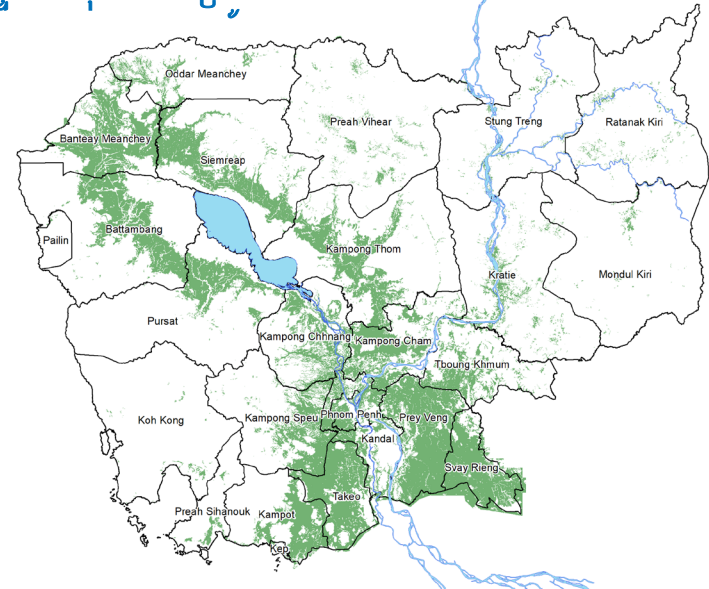 Oddar Meanchey
Preah Vihear
Stung Treng
Ratanak Kiri
Banteay Meanchey
Siemreap
Battambang
Pailin
Kampong Thom
Kratie
Mondul Kiri
Pursat
Kampong Chhnang
Kampong Cham
Tboung Khmum
Koh Kong
Kampong Speu
Phnom Penh
Prey Veng
Kandal
Svay Rieng
Takeo
Preah Sihanouk
Kampot
Kep